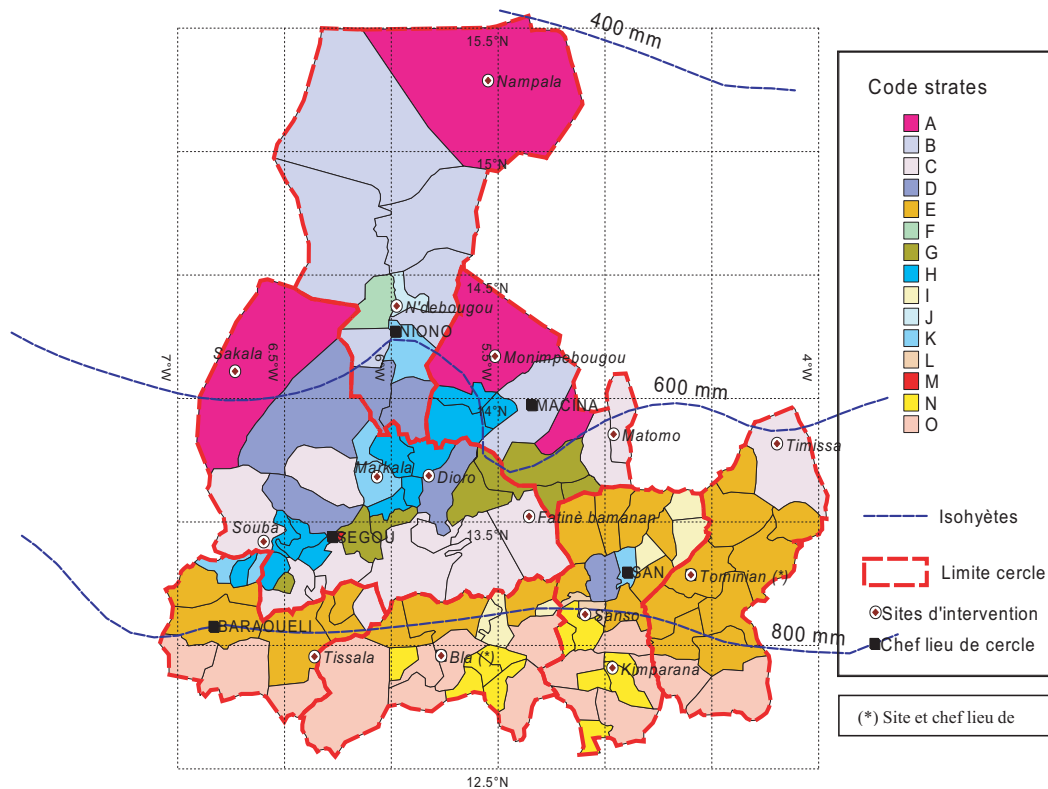 400 mm
15.5°N
Nampala
15°N
14.5°N
N'debougou
NIONO
Sakala
7°W
6.5°W
6°W
5.5°W
4°W
Monimpebougou
600 mm
14°N
MACINA
Matomo
Timissa
Markala
Dioro
Souba
SEGOU
Fatinè bamanan
13.5°N
SAN
Tominian (*)
BARAOUELI
Sanso
800 mm
Tissala
Bla (*)
Kimparana
12.5°N
Code strates
A
B
C
D
E
F
G
H
I
J
K
L
M
N
O
Isohyètes
Limite cercle
Sites d'intervention
Chef lieu de cercle
(*) Site et chef lieu de